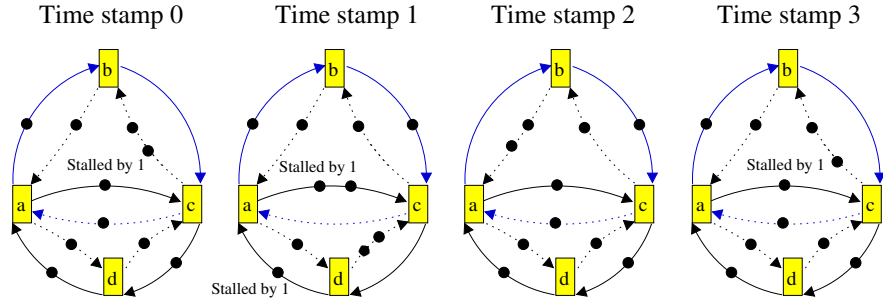 Time stamp 0 Time stamp 1 Time stamp 2 Time stamp 3
b b b b
Stalled by 1 Stalled by 1 Stalled by 1
a c a c a c a c
d d d d
Stalled by 1